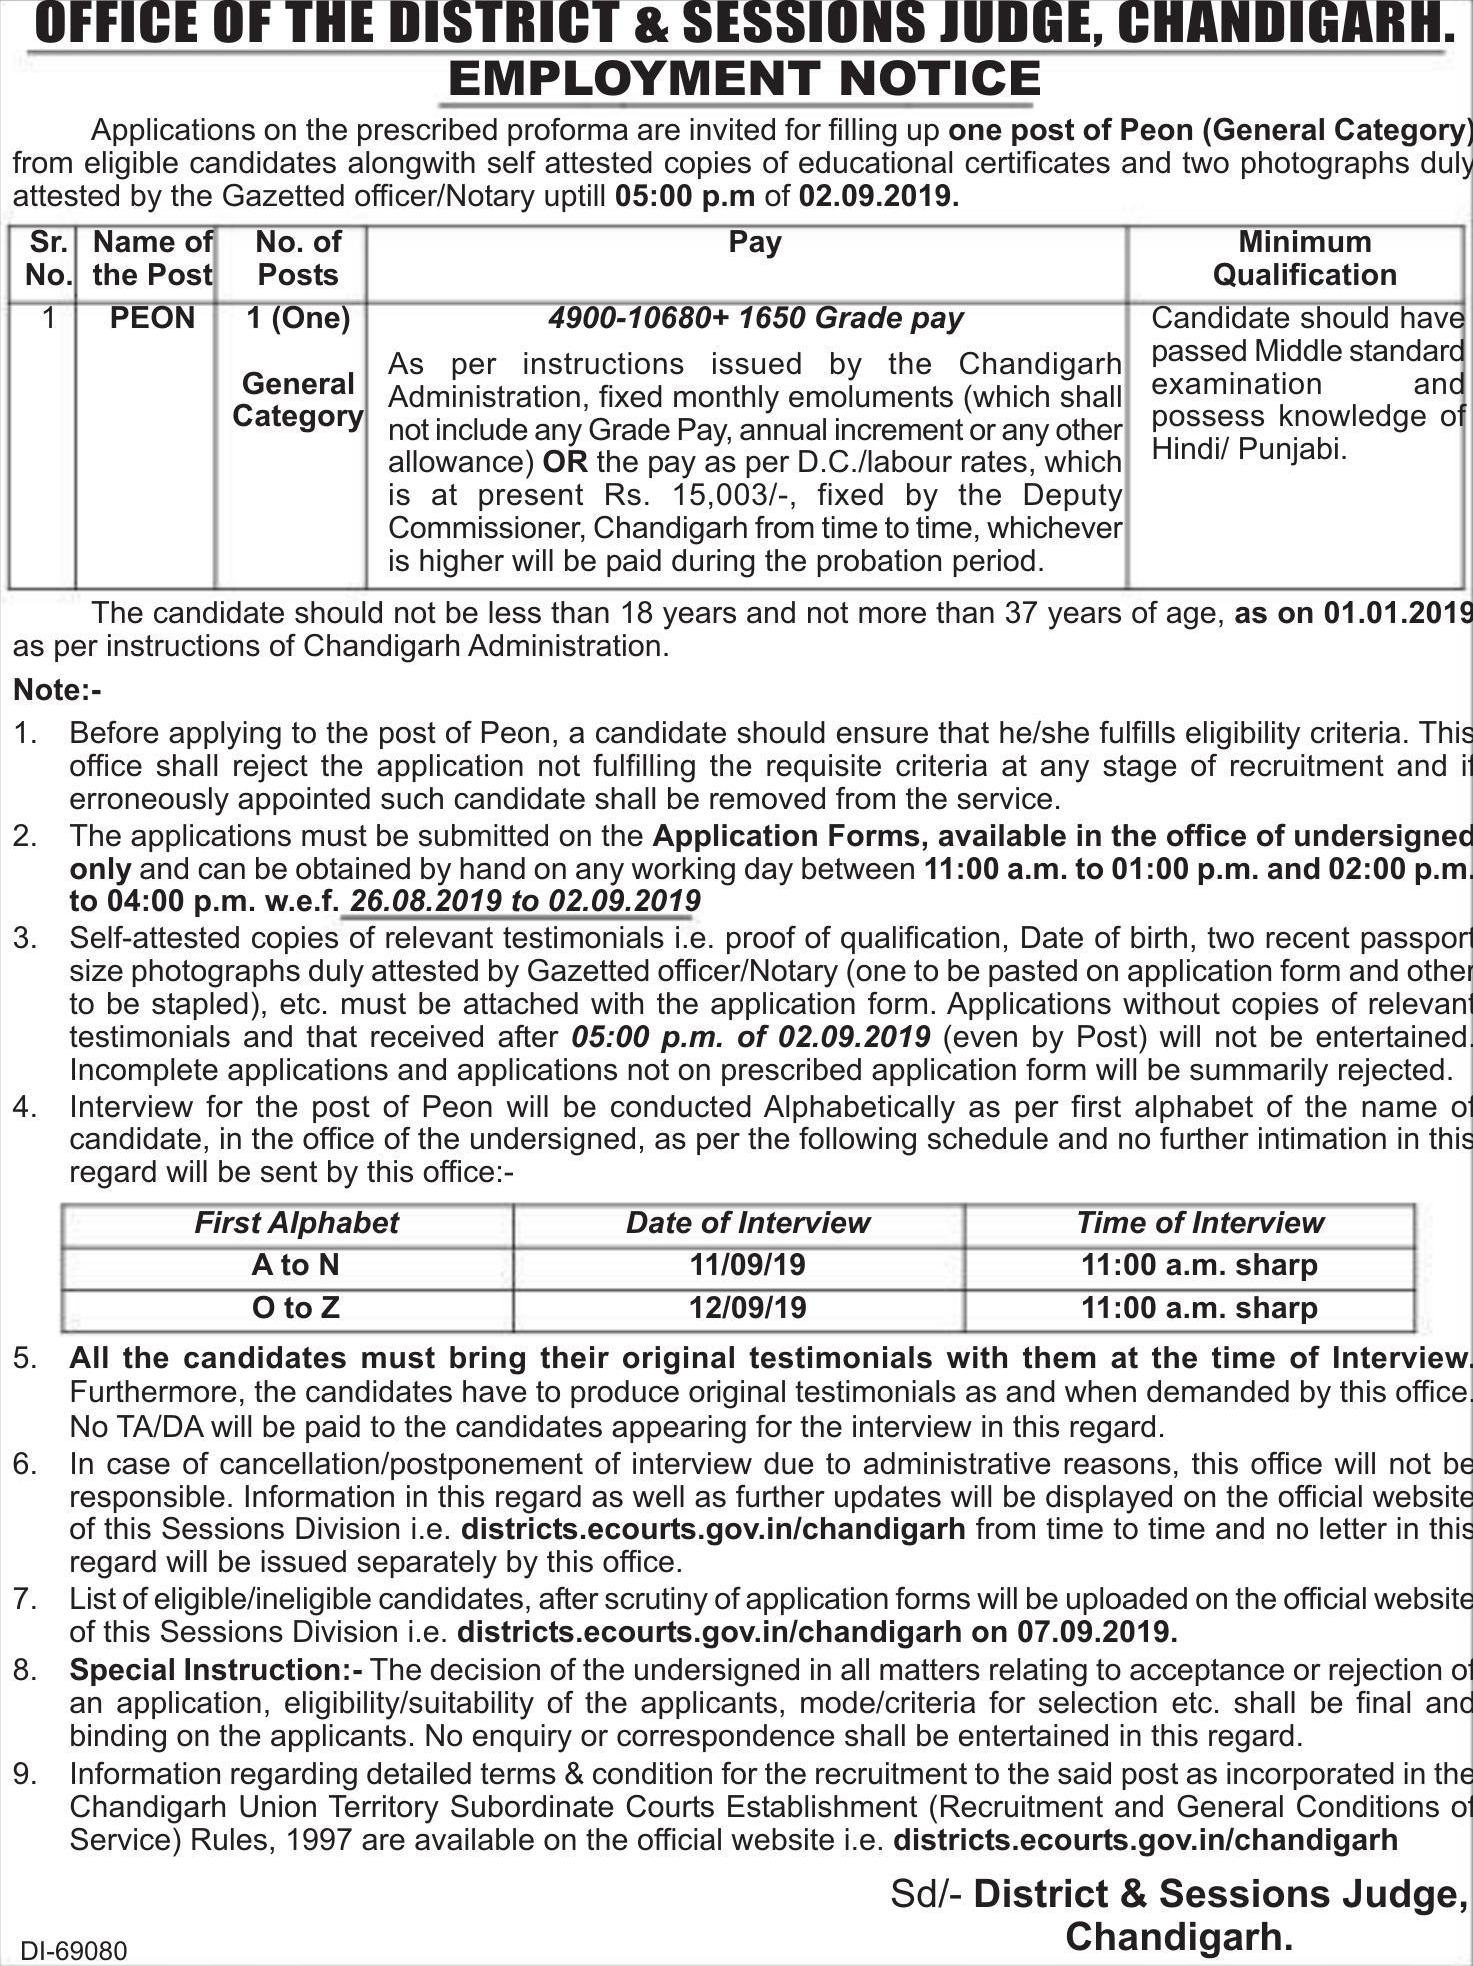 OFFICE OF THE DISTRICT & SESSIONS JUDGE, CHANDIGARH.
EMPLOYMENT NOTICE
Applications on the prescribed proforma are invited for filling up one post of Peon (General Category)
from eligible candidates alongwith self attested copies of educational certificates and two photographs duly
attested by the Gazetted officer/Notary uptill 05:00 p.m of 02.09.2019.
Sr. No. Name of the Post No. of Posts Pay Minimum Qualification
1 PEON 1 (One) General Category
4900-10680+ 1650 Grade pay
As per instructions issued by the Chandigarh
Administration, fixed monthly emoluments (which shall
not include any Grade Pay, annual increment or any other
allowance) OR the pay as per D.C./labour rates, which
is at present Rs. 15,003/-, fixed by the Deputy
Commissioner, Chandigarh from time to time, whichever
is higher will be paid during the probation period.
Candidate should have
passed Middle standard
examination and
possess knowledge of
Hindi/ Punjabi.
The candidate should not be less than 18 years and not more than 37 years of age, as on 01.01.2019
as per instructions of Chandigarh Administration.
Note:-
1. Before applying to the post of Peon, a candidate should ensure that he/she fulfills eligibility criteria. This
office shall reject the application not fulfilling the requisite criteria at any stage of recruitment and if
erroneously appointed such candidate shall be removed from the service.
2. The applications must be submitted on the Application Forms, available in the office of undersigned
only and can be obtained by hand on any working day between 11:00 a.m. to 01:00 p.m. and 02:00 p.m.
to 04:00 p.m. w.e.f. 26.08.2019 to 02.09.2019
3. Self-attested copies of relevant testimonials i.e. proof of qualification, Date of birth, two recent passport
size photographs duly attested by Gazetted officer/Notary (one to be pasted on application form and other
to be stapled), etc. must be attached with the application form. Applications without copies of relevant
testimonials and that received after 05:00 p.m. of 02.09.2019 (even by Post) will not be entertained.
Incomplete applications and applications not on prescribed application form will be summarily rejected.
4. Interview for the post of Peon will be conducted Alphabetically as per first alphabet of the name of
candidate, in the office of the undersigned, as per the following schedule and no further intimation in this
regard will be sent by this office:-
First Alphabet Date of Interview Time of Interview
A to N 11/09/19 11:00 a.m. sharp
O to Z 12/09/19 11:00 a.m. sharp
5. All the candidates must bring their original testimonials with them at the time of Interview.
Furthermore, the candidates have to produce original testimonials as and when demanded by this office.
No TA/DA will be paid to the candidates appearing for the interview in this regard.
6. In case of cancellation/postponement of interview due to administrative reasons, this office will not be
responsible. Information in this regard as well as further updates will be displayed on the official website
of this Sessions Division i.e. districts.ecourts.gov.in/chandigarh from time to time and no letter in this
regard will be issued separately by this office.
7. List of eligible/ineligible candidates, after scrutiny of application forms will be uploaded on the official website
of this Sessions Division i.e. districts.ecourts.gov.in/chandigarh on 07.09.2019.
8. Special Instruction:- The decision of the undersigned in all matters relating to acceptance or rejection of
an application, eligibility/suitability of the applicants, mode/criteria for selection etc. shall be final and
binding on the applicants. No enquiry or correspondence shall be entertained in this regard.
9. Information regarding detailed terms & condition for the recruitment to the said post as incorporated in the
Chandigarh Union Territory Subordinate Courts Establishment (Recruitment and General Conditions of
Service) Rules, 1997 are available on the official website i.e. districts.ecourts.gov.in/chandigarh
Sd/- District & Sessions Judge,
Chandigarh.
DI-69080